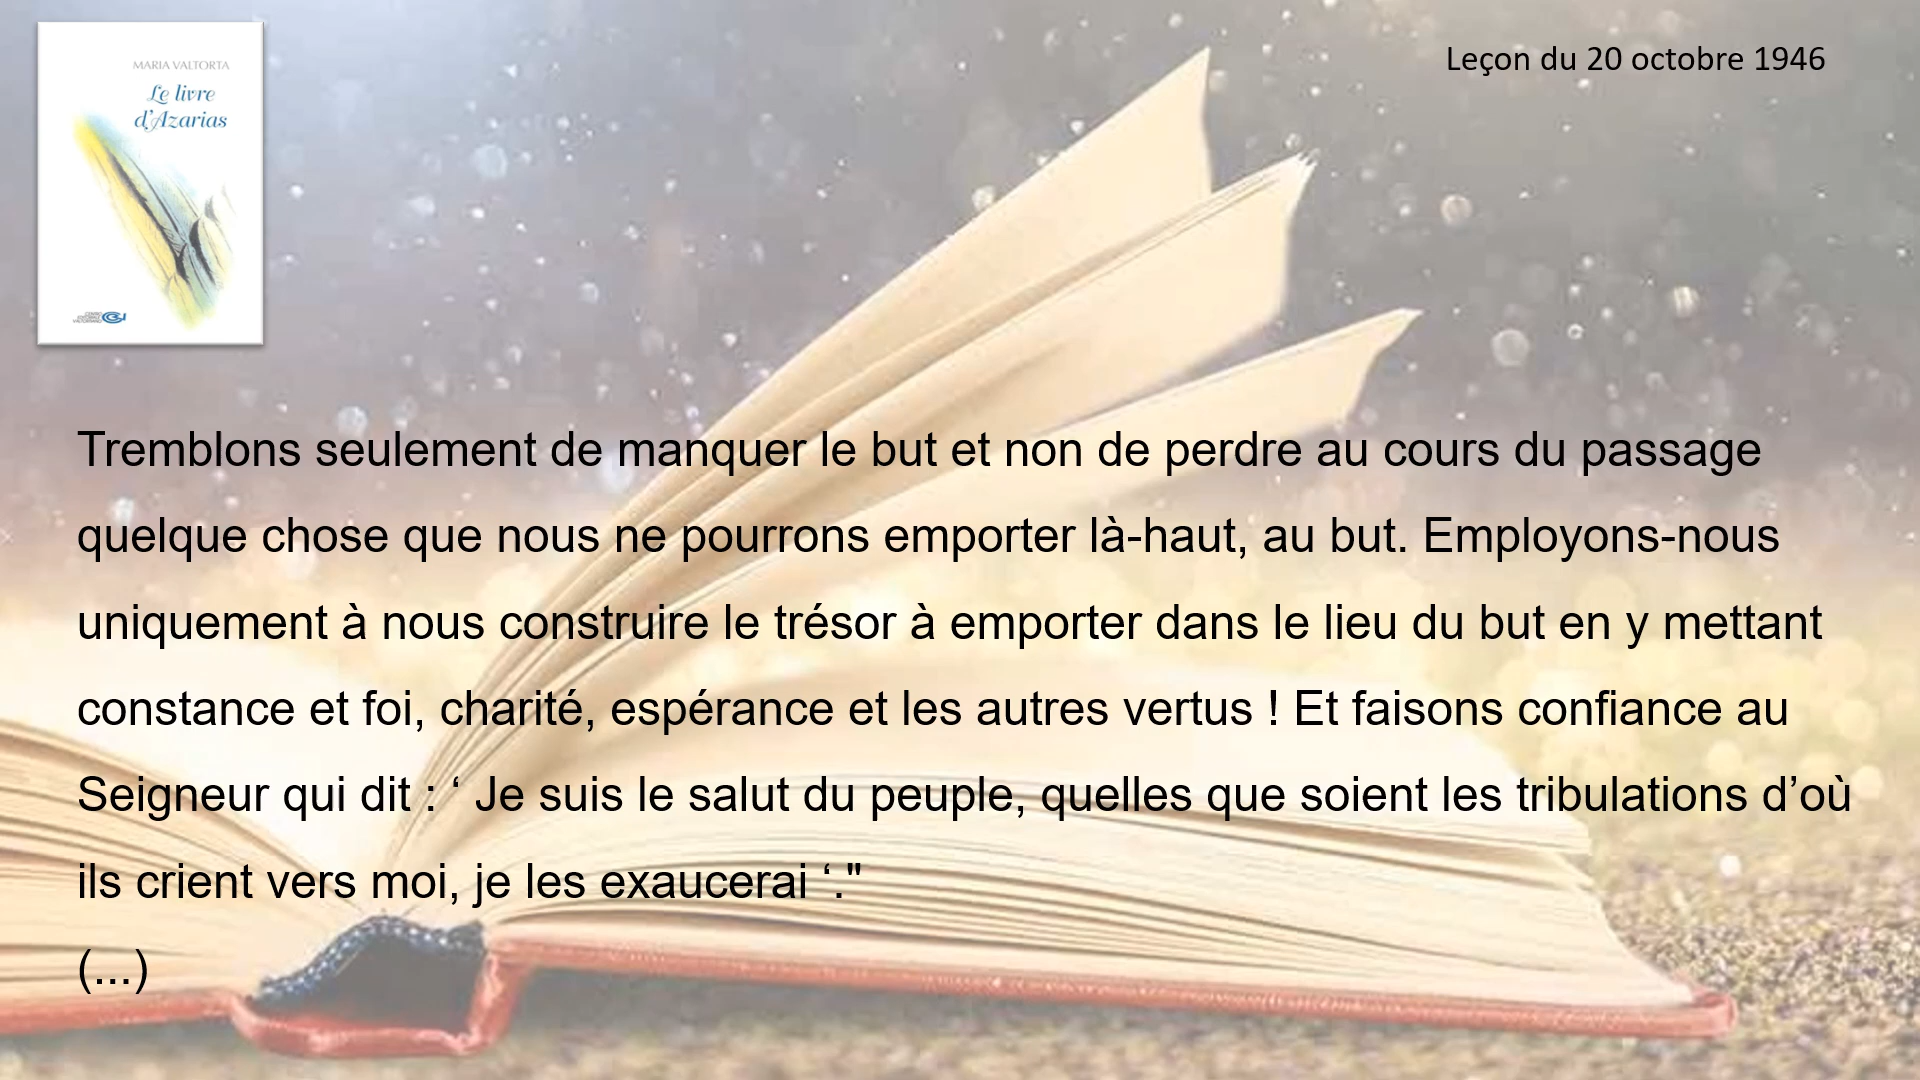 MARIA VALTORTA
Le livre
d'Azarias
CENTRO
EDITORIALE
VALTORTIANO
Leçon du 20 octobre 1946
Tremblons seulement de manquer le but et non de perdre au cours du passage
quelque chose que nous ne pourrons emporter là-haut, au but. Employons-nous
uniquement à nous construire le trésor à emporter dans le lieu du but en y mettant
constance et foi, charité, espérance et les autres vertus ! Et faisons confiance au
Seigneur qui dit : ‘ Je suis le salut du peuple, quelles que soient les tribulations d’où
ils crient vers moi, je les exaucerai ‘."
(...)